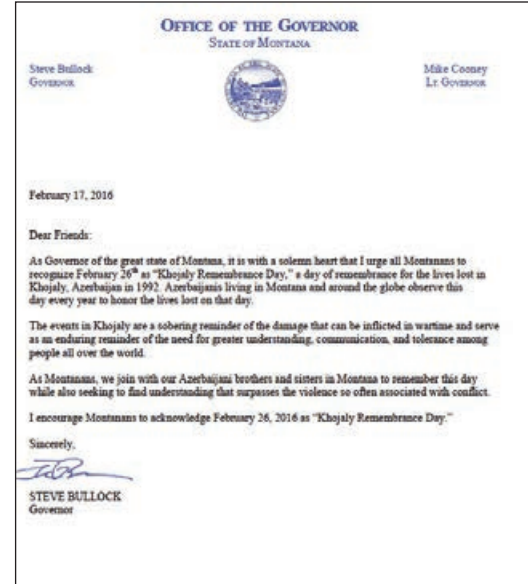 OFFICE OF THE GOVERNOR
STATE OF MONTANA
Steve Bullock
GOVERNOR
Mike Cooney
LT. GOVERNOR
February 17, 2016
Dear Friends:
As Governor of the great state of Montana, it is with a solemn heart that I urge all Montanans to
recognize February 26th as "Khojaly Remembrance Day," a day of remembrance for the lives lost in
Khojaly, Azerbaijan in 1992. Azerbaijanis living in Montana and around the globe observe this
day every year to honor the lives lost on that day.
The events in Khojaly are a sobering reminder of the damage that can be inflicted in wartime and serve
as an enduring reminder of the need for greater understanding, communication, and tolerance among
people all over the world.
As Montanans, we join with our Azerbaijani brothers and sisters in Montana to remember this day
while also seeking to find understanding that surpasses the violence so often associated with conflict.
I encourage Montanans to acknowledge February 26, 2016 as "Khojaly Remembrance Day."
Sincerely,
STEVE BULLOCK
Governor